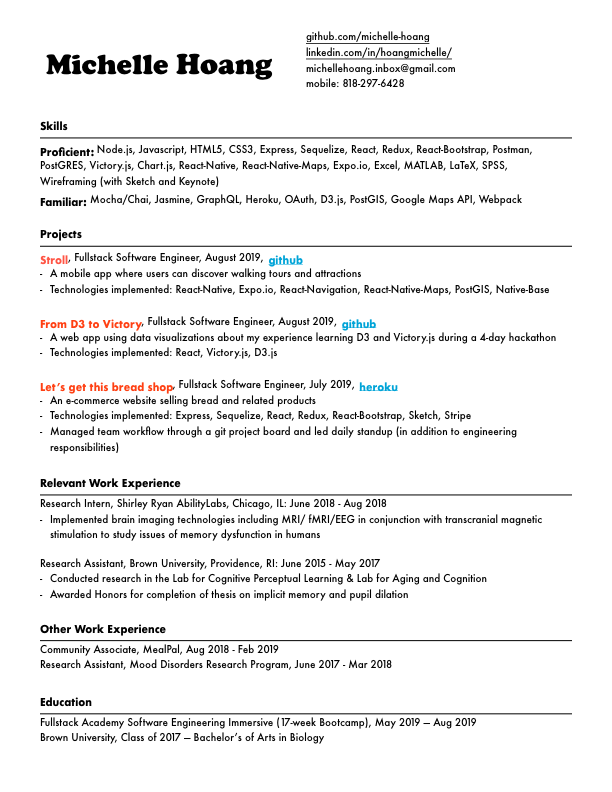 Michelle Hoang
github.com/michelle-hoang
linkedin.com/in/hoangmichelle/
michellehoang.inbox@gmail.com
mobile: 818-297-6428
Skills
Proficient: Node.js, Javascript, HTML5, CSS3, Express, Sequelize, React, Redux, React-Bootstrap, Postman,
PostGRES, Victory.js, Chart.js, React-Native, React-Native-Maps, Expo.io, Excel, MATLAB, LaTeX, SPSS,
Wireframing (with Sketch and Keynote)
Familiar: Mocha/Chai, Jasmine, GraphQL, Heroku, OAuth, D3.js, PostGIS, Google Maps API, Webpack
Projects
Stroll, Fullstack Software Engineer, August 2019, github
- A mobile app where users can discover walking tours and attractions
- Technologies implemented: React-Native, Expo.io, React-Navigation, React-Native-Maps, PostGIS, Native-Base
From D3 to Victory, Fullstack Software Engineer, August 2019, github
- A web app using data visualizations about my experience learning D3 and Victory.js during a 4-day hackathon
- Technologies implemented: React, Victory.js, D3.js
Let's get this bread shop, Fullstack Software Engineer, July 2019, heroku
- An e-commerce website selling bread and related products
- Technologies implemented: Express, Sequelize, React, Redux, React-Bootstrap, Sketch, Stripe
- Managed team workflow through a git project board and led daily standup (in addition to engineering
responsibilities)
Relevant Work Experience
Research Intern, Shirley Ryan AbilityLabs, Chicago, IL: June 2018 - Aug 2018
- Implemented brain imaging technologies including MRI/ fMRI/EEG in conjunction with transcranial magnetic
stimulation to study issues of memory dysfunction in humans
Research Assistant, Brown University, Providence, RI: June 2015 - May 2017
- Conducted research in the Lab for Cognitive Perceptual Learning & Lab for Aging and Cognition
- Awarded Honors for completion of thesis on implicit memory and pupil dilation
Other Work Experience
Community Associate, MealPal, Aug 2018 - Feb 2019
Research Assistant, Mood Disorders Research Program, June 2017 - Mar 2018
Education
Fullstack Academy Software Engineering Immersive (17-week Bootcamp), May 2019 — Aug 2019
Brown University, Class of 2017 — Bachelor's of Arts in Biology